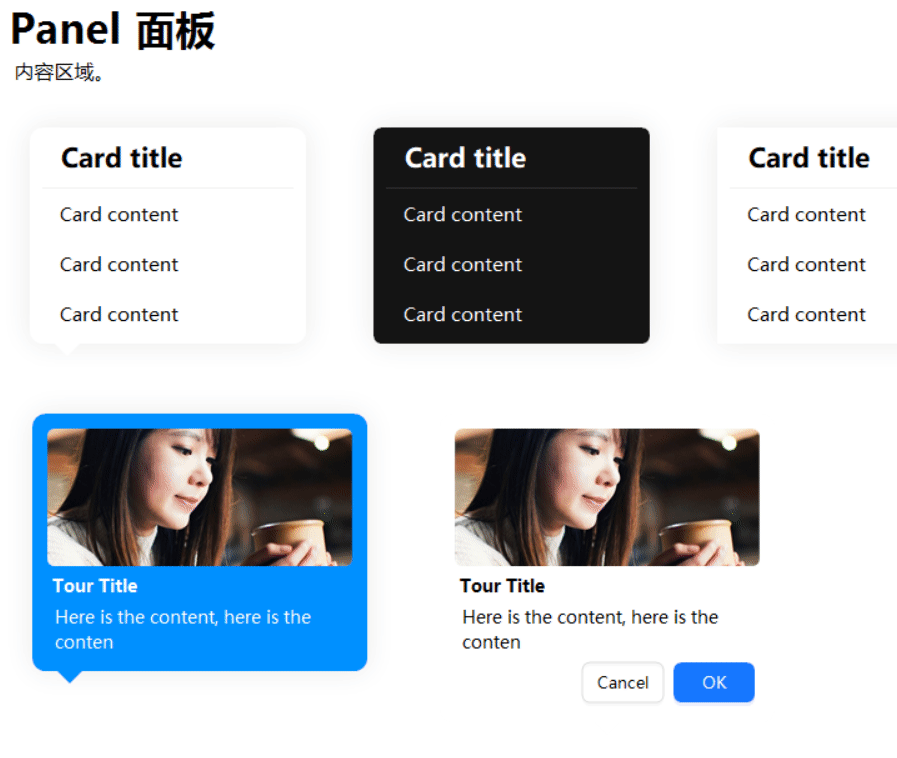 Panel 面板
内容区域。
Card title
Card content
Card content
Card content
Card title
Card content
Card content
Card content
Card title
Card content
Card content
Card content
Tour Title
Here is the content, here is the
conten
Tour Title
Here is the content, here is the
conten
Cancel
OK